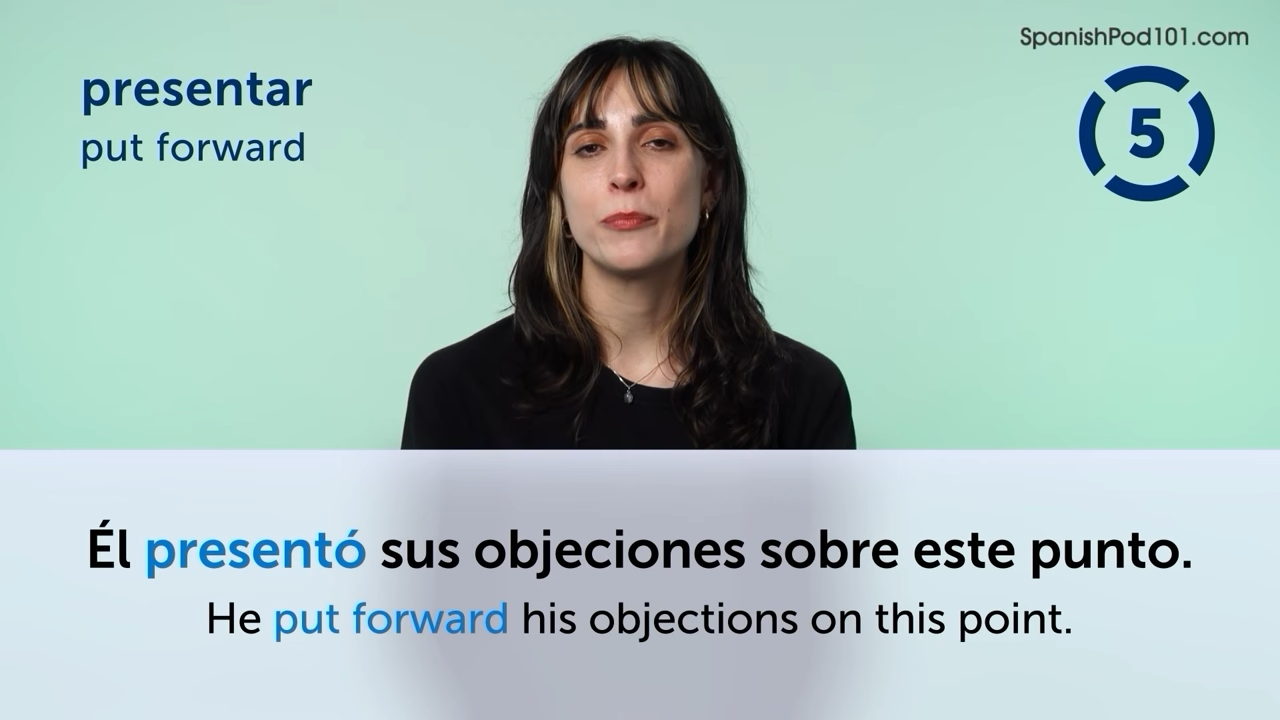 SpanishPod101.com
presentar
put forward
5
Él presentó sus objeciones sobre este punto.
He put forward his objections on this point.